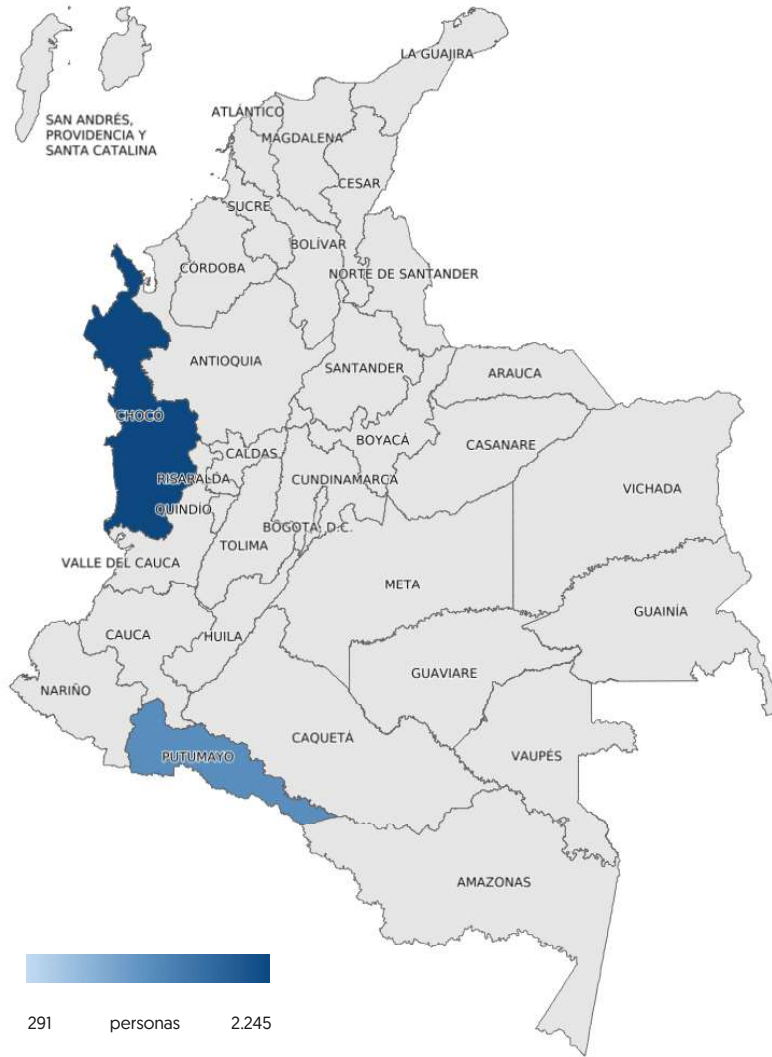 LA GUAJIRA
SAN ANDRÉS,
PROVIDENCIA Y
SANTA CATALINA
ATLÁNTICO
MAGDALENA
CESAR
SUCRE
BOLÍVAR
CÓRDOBA
NORTE DE SANTANDER
ANTIOQUIA
SANTANDER
ARAUCA
CHOCÓ
BOYACÁ
CASANARE
CALDAS
RISARALDA
CUNDINAMARCA
VICHADA
QUINDÍO
BOGOTÁ, D.C.
TOLIMA
VALLE DEL CAUCA
META
GUAINÍA
CAUCA
HUILA
GUAVIARE
NARIÑO
CAQUETÁ
VAUPÉS
PUTUMAYO
AMAZONAS
291 personas 2.245